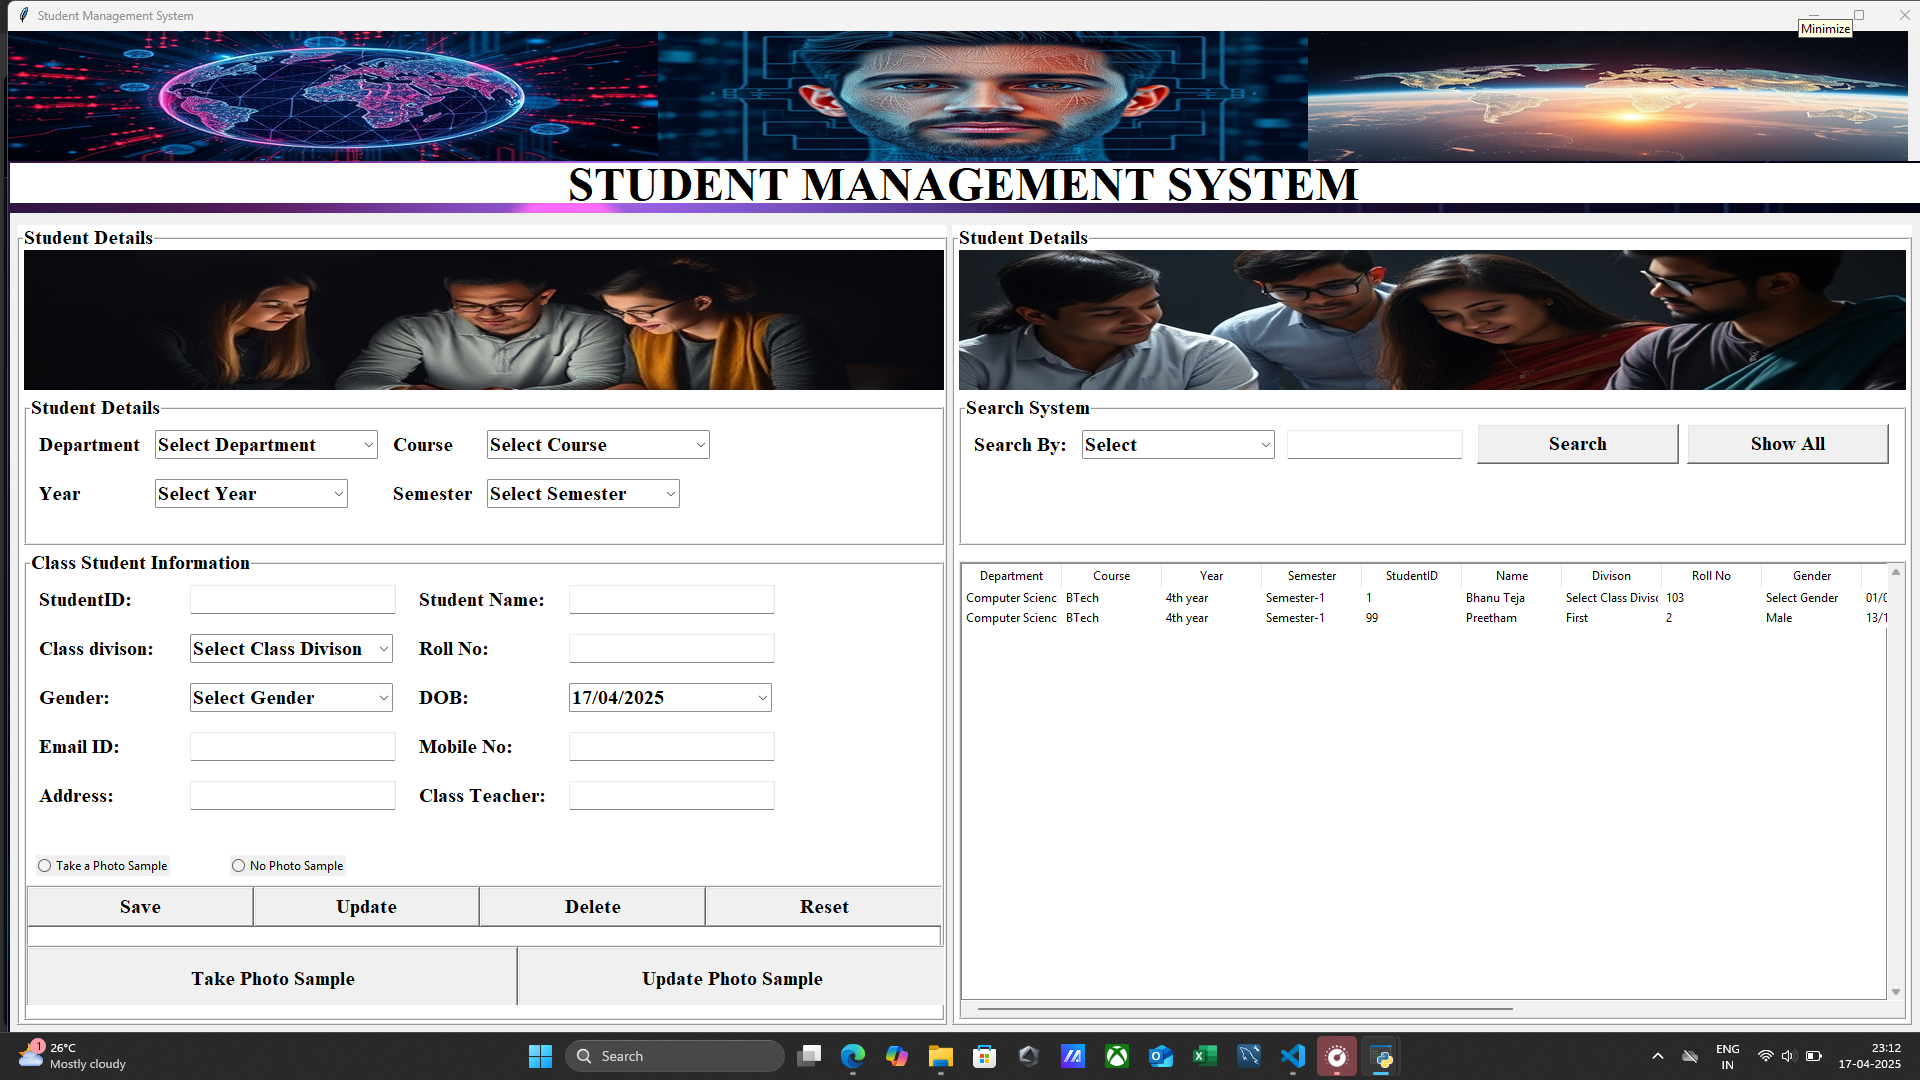 Student Management System
Minimize
STUDENT MANAGEMENT SYSTEM
Student Details
Student Details
Department Select Department Course Select Course
Year Select Year Semester Select Semester
Class Student Information
StudentID: Student Name:
Class divison: Select Class Divison Roll No:
Gender: Select Gender DOB: 17/04/2025
Email ID: Mobile No:
Address: Class Teacher:
Take a Photo Sample No Photo Sample
Save Update Delete Reset
Take Photo Sample Update Photo Sample
Student Details
Search System
Search By: Select Search Show All
Department Course Year Semester StudentID Name Divison Roll No Gender
Computer Scienc BTech 4th year Semester-1 1 Bhanu Teja Select Class Divisc 103 Select Gender 01/0
Computer Scienc BTech 4th year Semester-1 99 Preetham First 2 Male 13/1
1
26°C
Mostly cloudy
Search
ENG
IN
23:12
17-04-2025